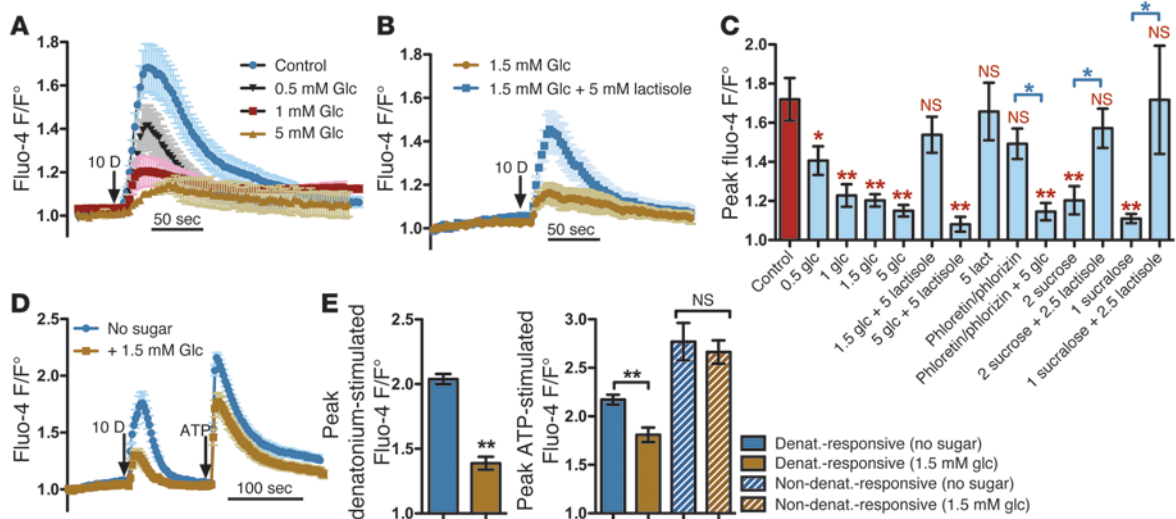 A
Fluo-4 F/F°
1.8
1.6
1.4
1.2
1.0
10 D
50 sec
Control
0.5 mM Glc
1 mM Glc
5 mM Glc
B
Fluo-4 F/F°
1.8
1.6
1.4
1.2
1.0
10 D
50 sec
1.5 mM Glc
1.5 mM Glc + 5 mM lactisole
C
Peak fluo-4 F/F°
2.0
1.8
1.6
1.4
1.2
1.0
*
**
**
**
NS
**
NS
NS
*
**
*
NS
**
*
NS
Control
0.5 glc
1 glc
1.5 glc
5 glc
1.5 glc + 5 lactisole
5 glc + 5 lactisole
5 lact
Phloretin/phlorizin
Phloretin/phlorizin + 5 glc
2 sucrose
2 sucrose + 2.5 lactisole
1 sucralose
1 sucralose + 2.5 lactisole
D
Fluo-4 F/F°
2.5
2.0
1.5
1.0
No sugar
+ 1.5 mM Glc
10 D
ATP
100 sec
E
Peak
denatonium-stimulated
Fluo-4 F/F°
2.5
2.0
1.5
1.0
**
Peak ATP-stimulated
Fluo-4 F/F°
3.0
2.5
2.0
1.5
1.0
**
NS
Denat.-responsive (no sugar)
Denat.-responsive (1.5 mM glc)
Non-denat.-responsive (no sugar)
Non-denat.-responsive (1.5 mM glc)